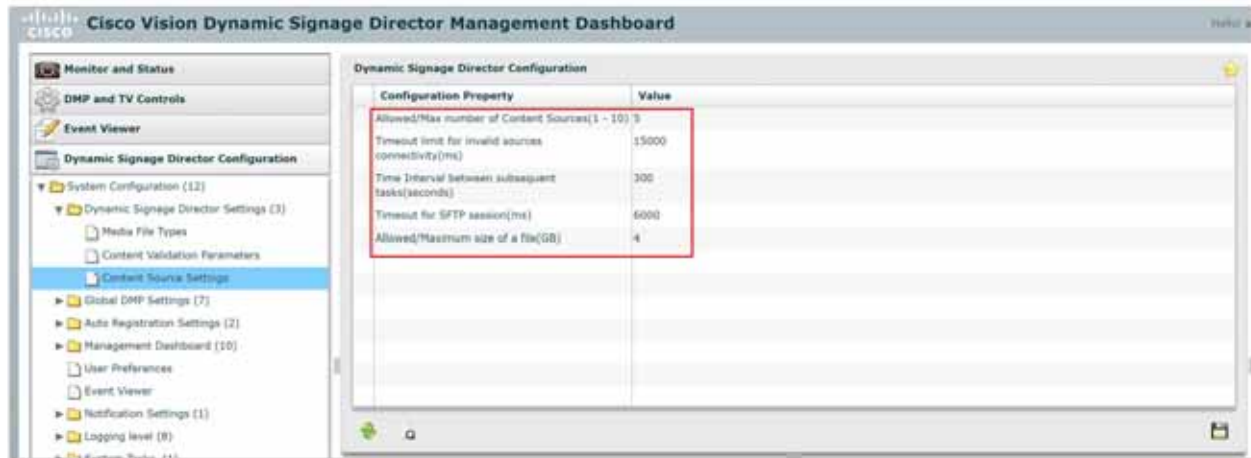 CISCO
Cisco Vision Dynamic Signage Director Management Dashboard
Hello!
Monitor and Status
DMP and TV Controls
Event Viewer
Dynamic Signage Director Configuration
System Configuration (12)
Dynamic Signage Director Settings (3)
Media File Types
Content Validation Parameters
Content Source Settings
Global DMP Settings (7)
Auto Registration Settings (2)
Management Dashboard (10)
User Preferences
Event Viewer
Notification Settings (1)
Logging level (8)
Dynamic Signage Director Configuration
Configuration Property Value
Allowed/Max number of Content Sources(1 - 10) 5
Timeout limit for invalid sources
connectivity(ms) 15000
Time Interval between subsequent
tasks(seconds) 300
Timeout for SFTP session(ms) 6000
Allowed/Maximum size of a file(GB) 4